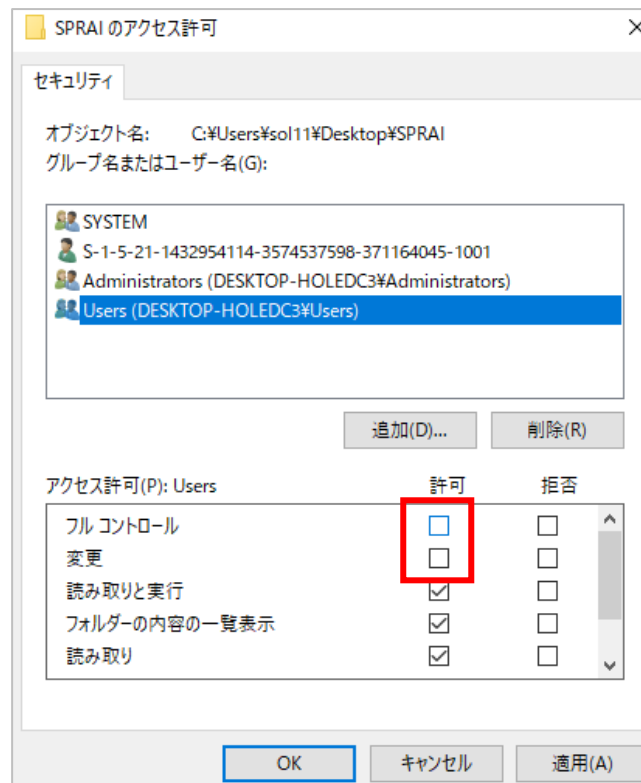 SPRAI のアクセス許可
セキュリティ
オブジェクト名: C:¥Users¥sol11¥Desktop¥SPRAI
グループ名またはユーザー名(G):
SYSTEM
S-1-5-21-1432954114-3574537598-371164045-1001
Administrators (DESKTOP-HOLEDC3¥Administrators)
Users (DESKTOP-HOLEDC3¥Users)
追加(D)... 削除(R)
アクセス許可(P): Users 許可 拒否
フル コントロール
変更
読み取りと実行
フォルダーの内容の一覧表示
読み取り
OK キャンセル 適用(A)